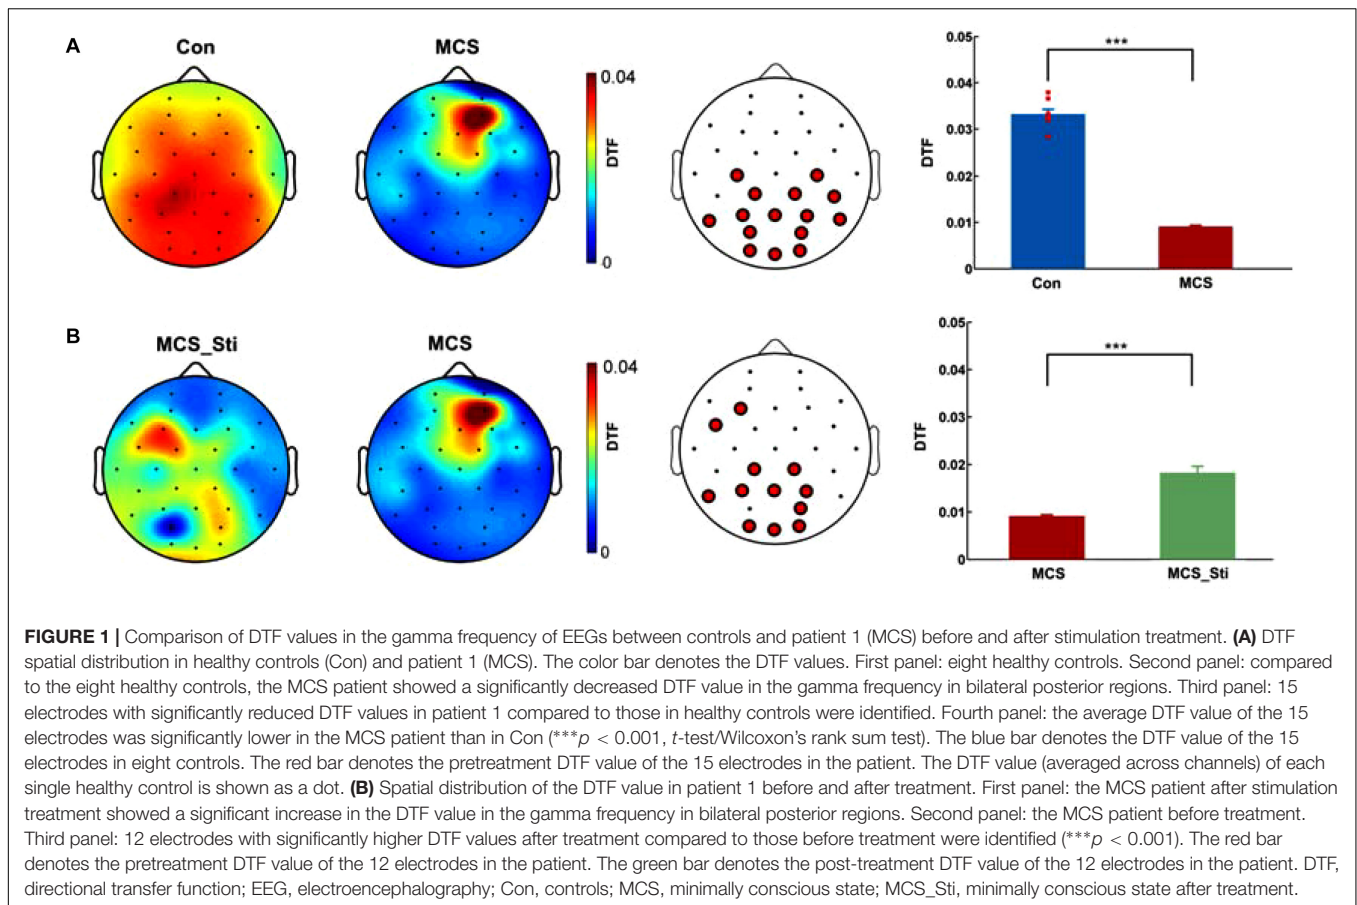 A
Con
MCS
0.04
DTF
0
DTF
0.05
0.04
0.03
0.02
0.01
0
***
Con
MCS
B
MCS_Sti
MCS
0.04
DTF
0
DTF
0.05
0.04
0.03
0.02
0.01
0
***
MCS
MCS_Sti
FIGURE 1 | Comparison of DTF values in the gamma frequency of EEGs between controls and patient 1 (MCS) before and after stimulation treatment. (A) DTF
spatial distribution in healthy controls (Con) and patient 1 (MCS). The color bar denotes the DTF values. First panel: eight healthy controls. Second panel: compared
to the eight healthy controls, the MCS patient showed a significantly decreased DTF value in the gamma frequency in bilateral posterior regions. Third panel: 15
electrodes with significantly reduced DTF values in patient 1 compared to those in healthy controls were identified. Fourth panel: the average DTF value of the 15
electrodes was significantly lower in the MCS patient than in Con (***p < 0.001, t-test/Wilcoxon's rank sum test). The blue bar denotes the DTF value of the 15
electrodes in eight controls. The red bar denotes the pretreatment DTF value of the 15 electrodes in the patient. The DTF value (averaged across channels) of each
single healthy control is shown as a dot. (B) Spatial distribution of the DTF value in patient 1 before and after treatment. First panel: the MCS patient after stimulation
treatment showed a significant increase in the DTF value in the gamma frequency in bilateral posterior regions. Second panel: the MCS patient before treatment.
Third panel: 12 electrodes with significantly higher DTF values after treatment compared to those before treatment were identified (***p < 0.001). The red bar
denotes the pretreatment DTF value of the 12 electrodes in the patient. The green bar denotes the post-treatment DTF value of the 12 electrodes in the patient. DTF,
directional transfer function; EEG, electroencephalography; Con, controls; MCS, minimally conscious state; MCS_Sti, minimally conscious state after treatment.